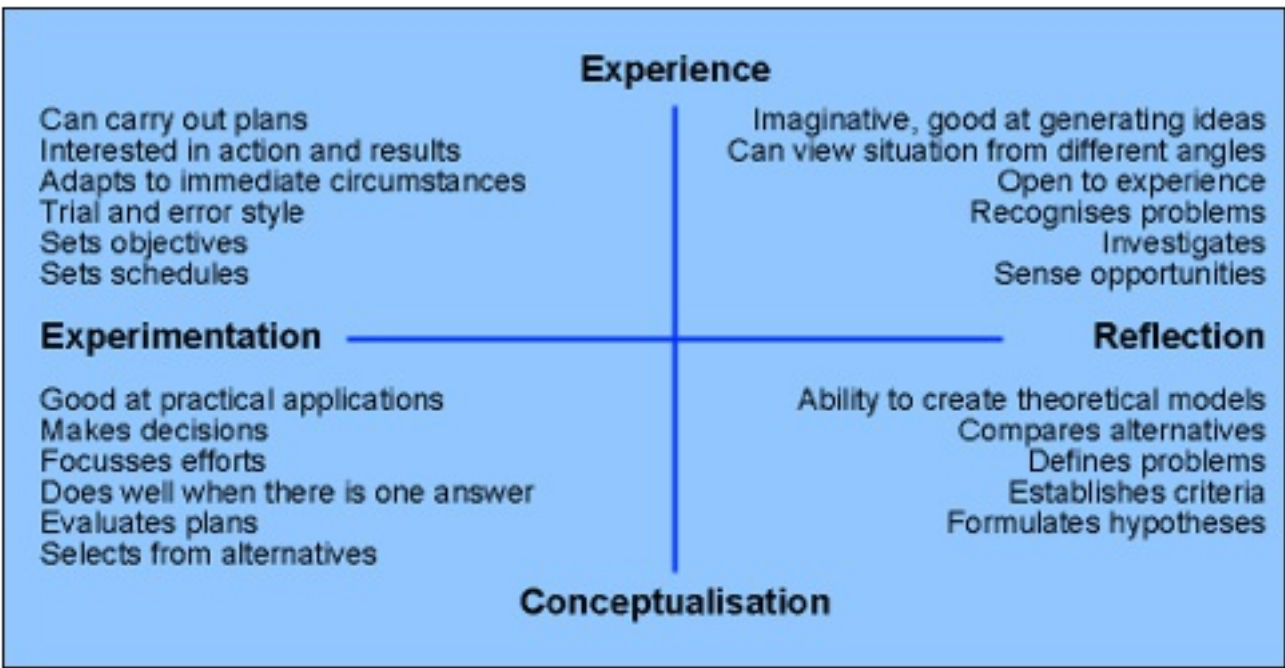 Experience
Can carry out plans
Interested in action and results
Adapts to immediate circumstances
Trial and error style
Sets objectives
Sets schedules
Imaginative, good at generating ideas
Can view situation from different angles
Open to experience
Recognises problems
Investigates
Sense opportunities
Experimentation
Reflection
Good at practical applications
Makes decisions
Focusses efforts
Does well when there is one answer
Evaluates plans
Selects from alternatives
Ability to create theoretical models
Compares alternatives
Defines problems
Establishes criteria
Formulates hypotheses
Conceptualisation